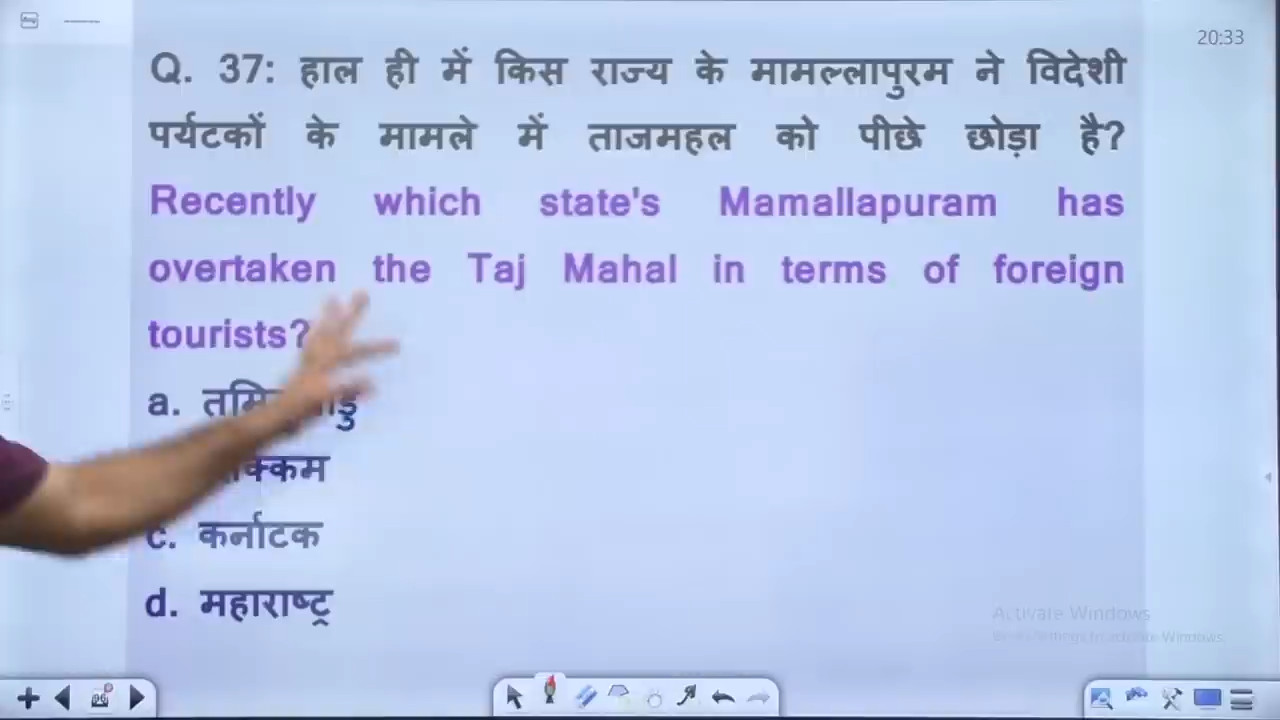 20:33
Q. 37: हाल ही में किस राज्य के मामल्लापुरम ने विदेशी
पर्यटकों के मामले में ताजमहल को पीछे छोड़ा है?
Recently which state's Mamallapuram has
overtaken the Taj Mahal in terms of foreign
tourists?
a.
c. कर्नाटक
d. महाराष्ट्र
Activate Windows